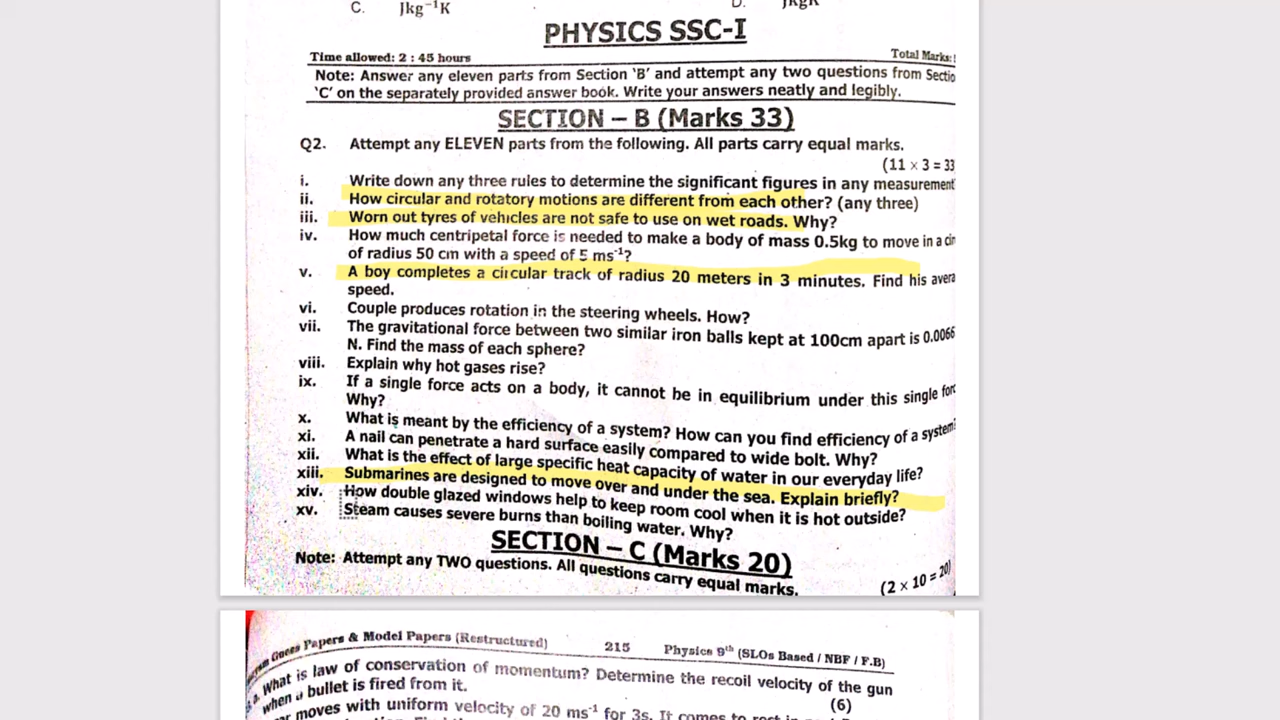 C. Jkg⁻¹K D. JkgK
PHYSICS SSC-I
Time allowed: 2 : 45 hours Total Marks:
Note: Answer any eleven parts from Section 'B' and attempt any two questions from Sectio
'C' on the separately provided answer book. Write your answers neatly and legibly.
SECTION – B (Marks 33)
Q2. Attempt any ELEVEN parts from the following. All parts carry equal marks.
(11 × 3 = 33
i. Write down any three rules to determine the significant figures in any measurement
ii. How circular and rotatory motions are different from each other? (any three)
iii. Worn out tyres of vehicles are not safe to use on wet roads. Why?
iv. How much centripetal force is needed to make a body of mass 0.5kg to move in a cir
of radius 50 cm with a speed of 5 ms⁻¹?
v. A boy completes a circular track of radius 20 meters in 3 minutes. Find his avera
speed.
vi. Couple produces rotation in the steering wheels. How?
vii. The gravitational force between two similar iron balls kept at 100cm apart is 0.0066
N. Find the mass of each sphere?
viii. Explain why hot gases rise?
ix. If a single force acts on a body, it cannot be in equilibrium under this single forc
Why?
x. What is meant by the efficiency of a system? How can you find efficiency of a system?
xi. A nail can penetrate a hard surface easily compared to wide bolt. Why?
xii. What is the effect of large specific heat capacity of water in our everyday life?
xiii. Submarines are designed to move over and under the sea. Explain briefly?
xiv. How double glazed windows help to keep room cool when it is hot outside?
xv. Steam causes severe burns than boiling water. Why?
SECTION – C (Marks 20)
Note: Attempt any TWO questions. All questions carry equal marks.
(2 × 10 = 20)
Guess Papers & Model Papers (Restructured) 215 Physics 9th (SLOs Based / NBF / F.B)
a. What is law of conservation of momentum? Determine the recoil velocity of the gun
when a bullet is fired from it. (6)
moves with uniform velocity of 20 ms⁻¹ for 3s. It comes to rest in